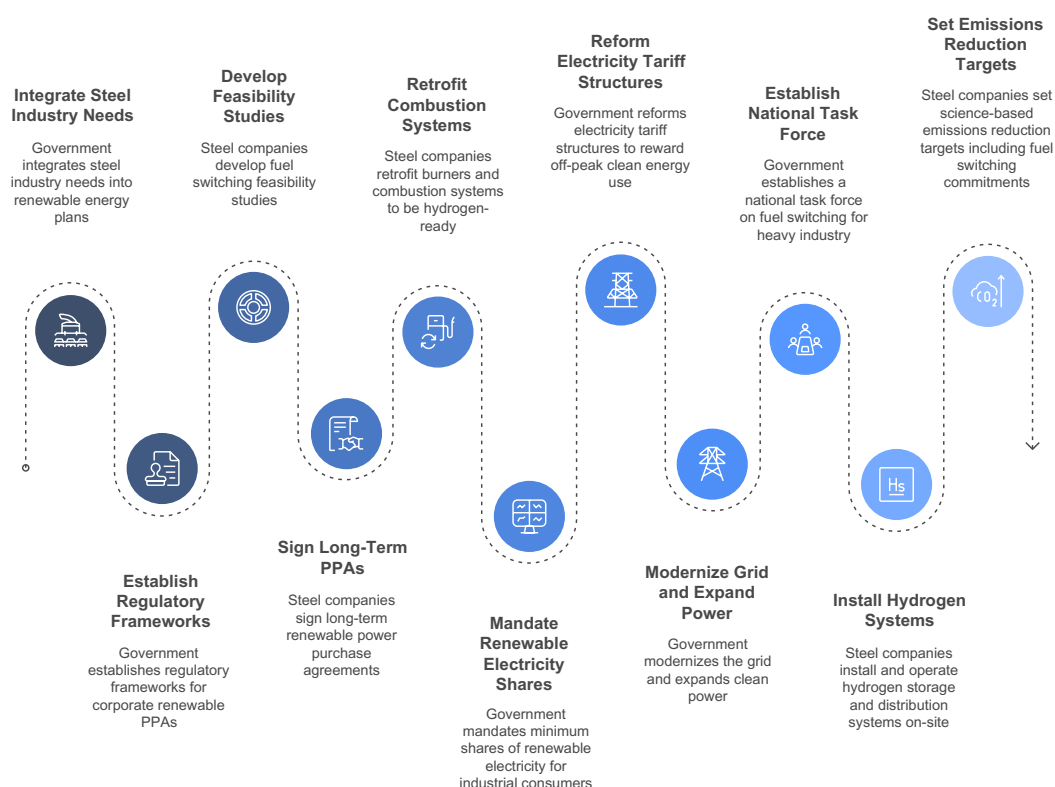 Integrate Steel
Industry Needs
Government
integrates steel
industry needs into
renewable energy
plans
Establish
Regulatory
Frameworks
Government
establishes regulatory
frameworks for
corporate renewable
PPAs
Develop
Feasibility
Studies
Steel companies
develop fuel
switching feasibility
studies
Sign Long-Term
PPAs
Steel companies
sign long-term
renewable power
purchase
agreements
Retrofit
Combustion
Systems
Steel companies
retrofit burners and
combustion systems
to be hydrogen-
ready
Mandate
Renewable
Electricity
Shares
Government
mandates minimum
shares of renewable
electricity for
industrial consumers
Reform
Electricity Tariff
Structures
Government reforms
electricity tariff
structures to reward
off-peak clean energy
use
Modernize Grid
and Expand
Power
Government
modernizes the grid
and expands clean
power
Establish
National Task
Force
Government
establishes a
national task force
on fuel switching for
heavy industry
Hs
Install Hydrogen
Systems
Steel companies
install and operate
hydrogen storage
and distribution
systems on-site
Set Emissions
Reduction
Targets
Steel companies set
science-based
emissions reduction
targets including fuel
switching
commitments
CO2